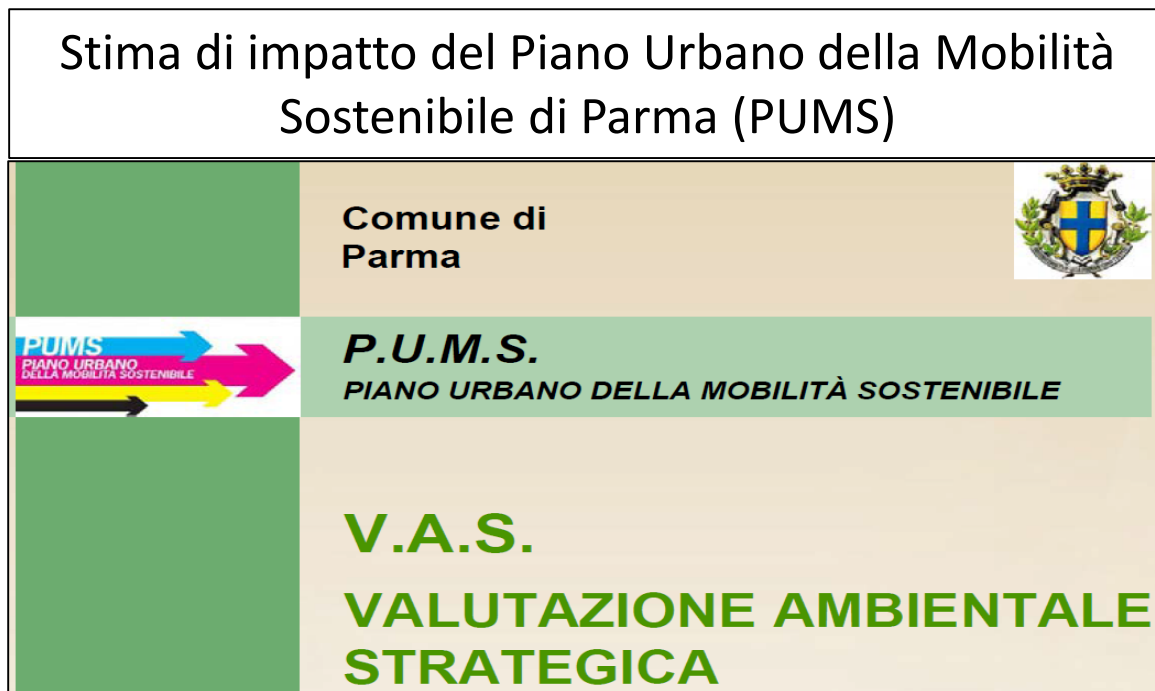 Stima di impatto del Piano Urbano della Mobilità
Sostenibile di Parma (PUMS)
Comune di
Parma
PUMS
PIANO URBANO
DELLA MOBILITÀ SOSTENIBILE
P.U.M.S.
PIANO URBANO DELLA MOBILITÀ SOSTENIBILE
V.A.S.
VALUTAZIONE AMBIENTALE
STRATEGICA